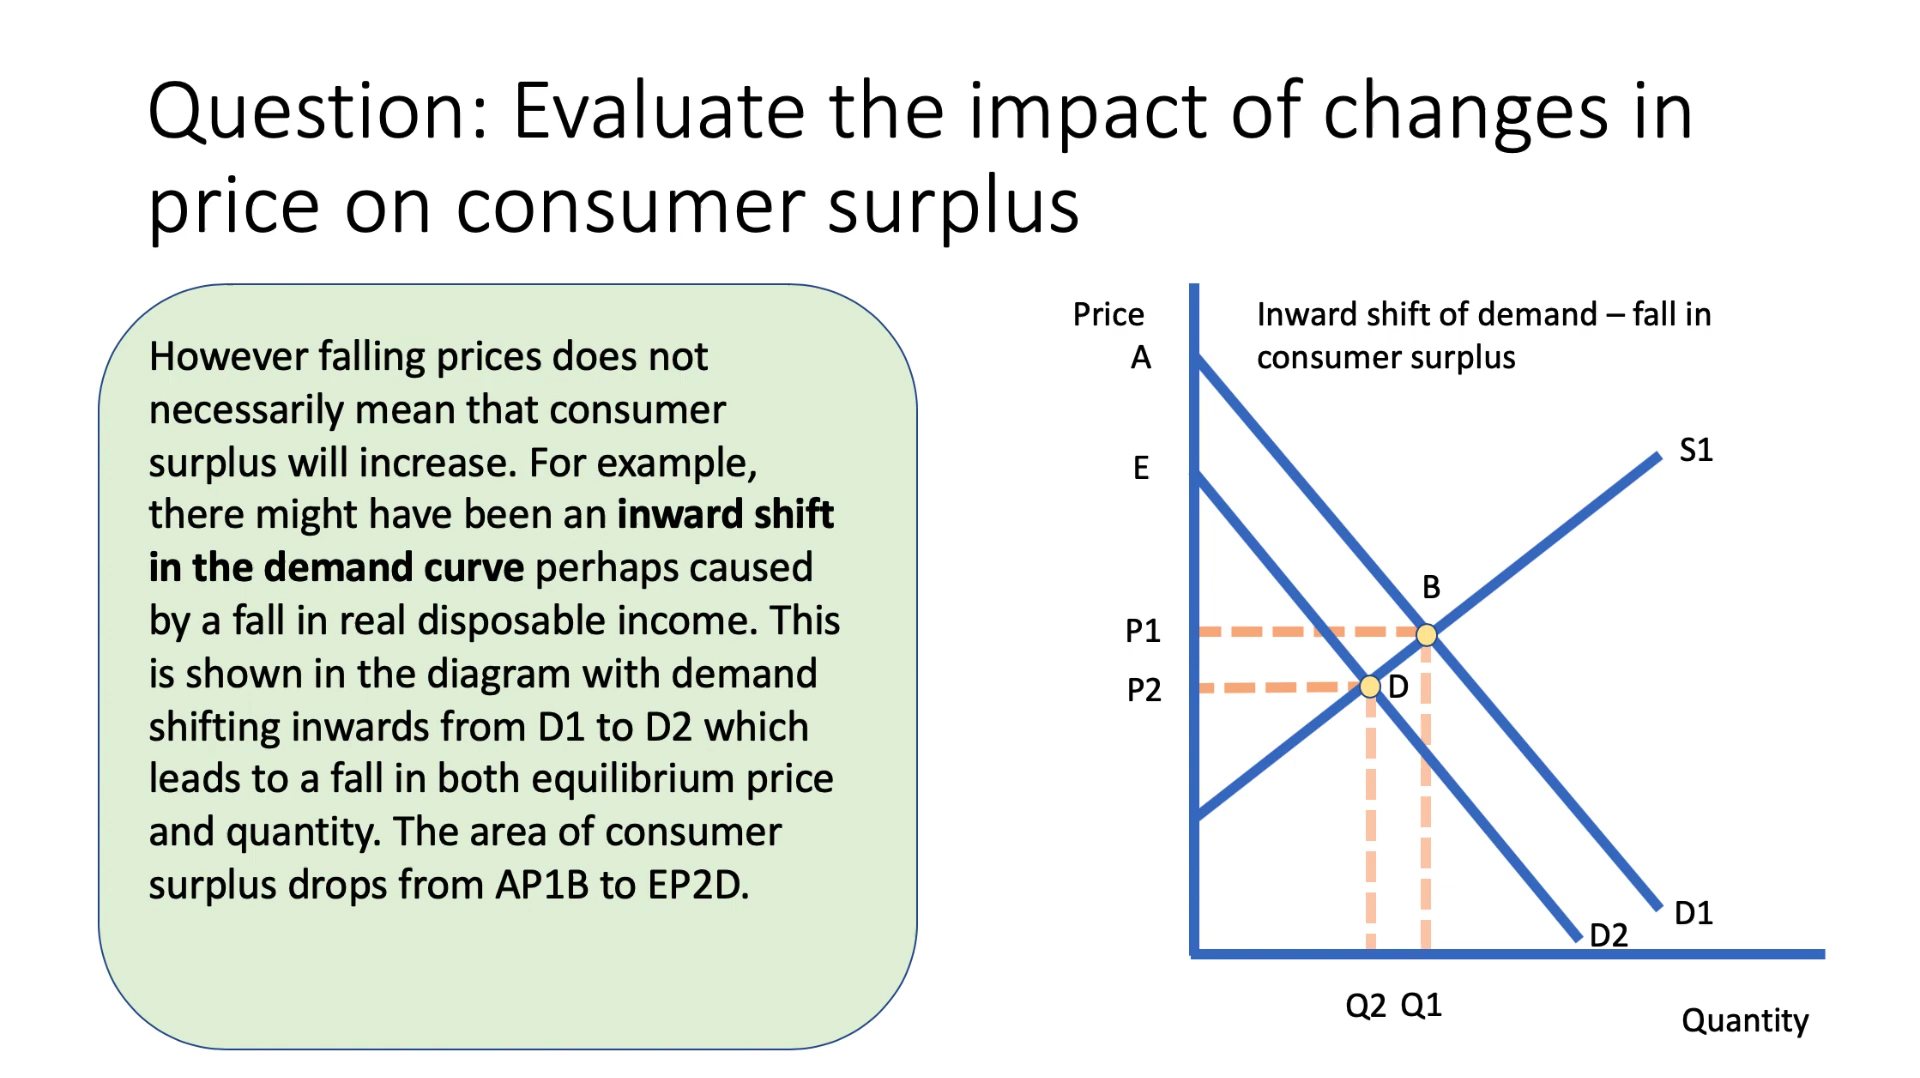 Question: Evaluate the impact of changes in
price on consumer surplus
However falling prices does not
necessarily mean that consumer
surplus will increase. For example,
there might have been an inward shift
in the demand curve perhaps caused
by a fall in real disposable income. This
is shown in the diagram with demand
shifting inwards from D1 to D2 which
leads to a fall in both equilibrium price
and quantity. The area of consumer
surplus drops from AP1B to EP2D.
Price
Inward shift of demand – fall in
consumer surplus
A
E
S1
B
P1
P2
D
D1
D2
Q2 Q1
Quantity